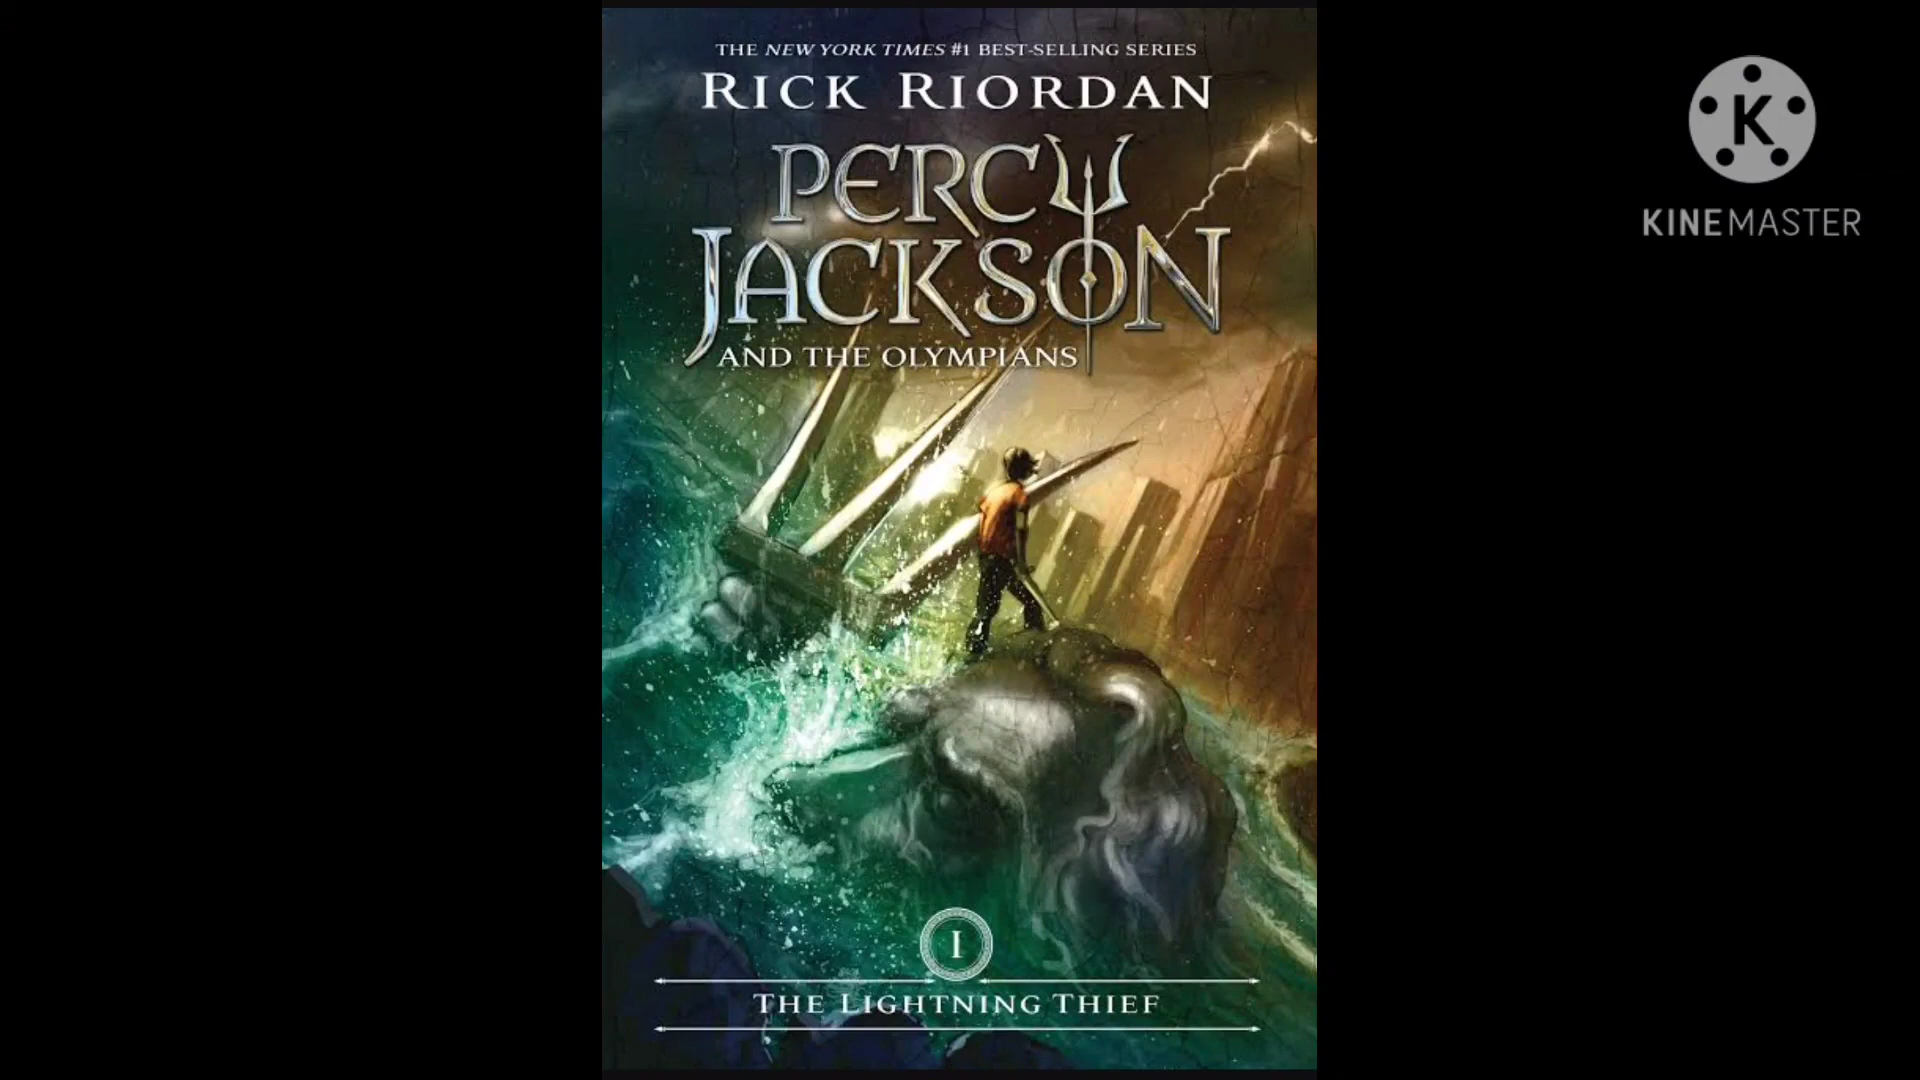 THE NEW YORK TIMES #1 BEST-SELLING SERIES
RICK RIORDAN
PERCY
JACKSON
AND THE OLYMPIANS
I
THE LIGHTNING THIEF
K
KINEMASTER